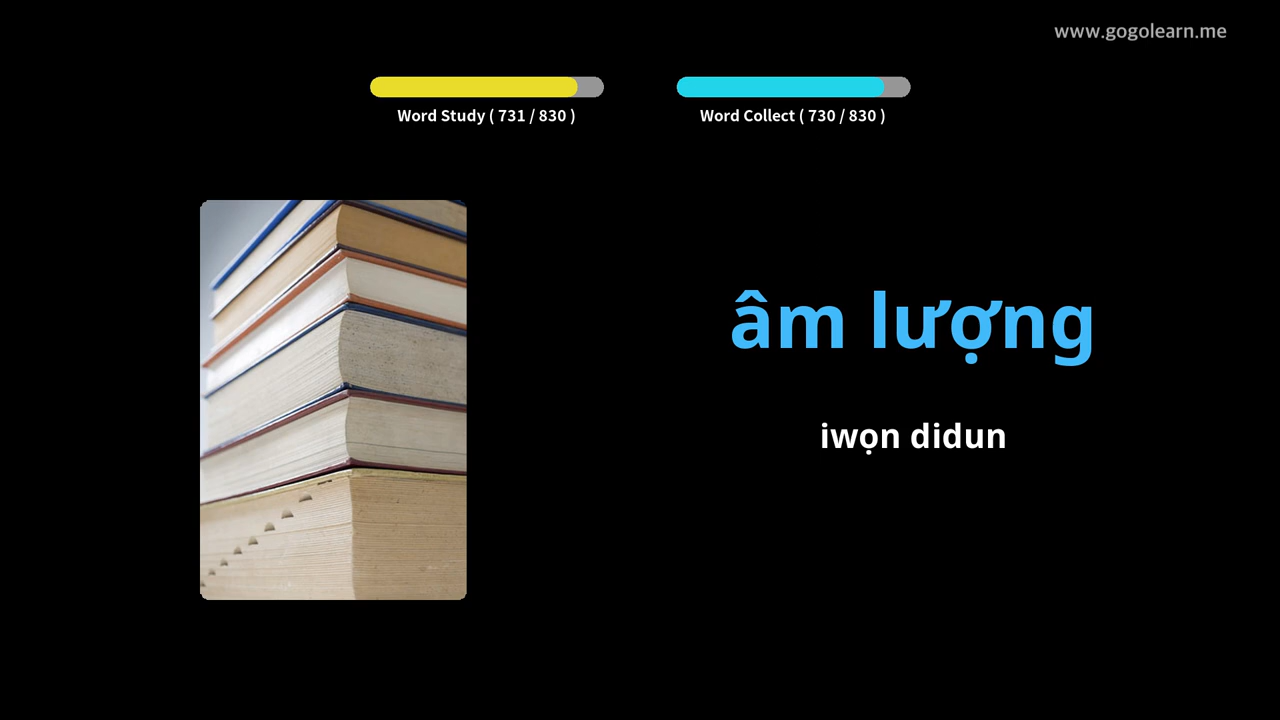 www.gogolearn.me
Word Study ( 731 / 830 )
Word Collect ( 730 / 830 )
âm lượng
iwọn didun